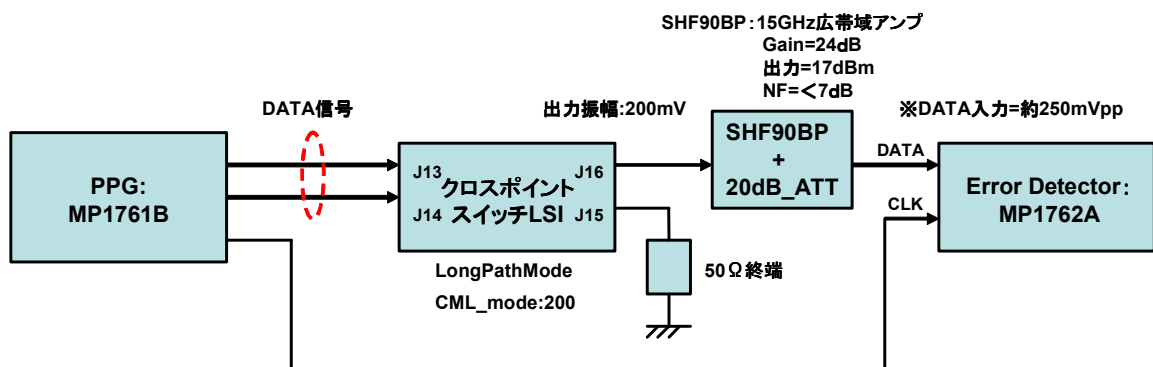 SHF90BP:15GHz広帯域アンプ
Gain=24dB
出力=17dBm
NF=<7dB
DATA信号
出力振幅:200mV
※DATA入力=約250mVpp
PPG:
MP1761B
J13
J16
クロスポイント
スイッチLSI
J14
J15
SHF90BP
+
20dB_ATT
DATA
CLK
Error Detector:
MP1762A
LongPathMode
CML_mode:200
50Ω終端